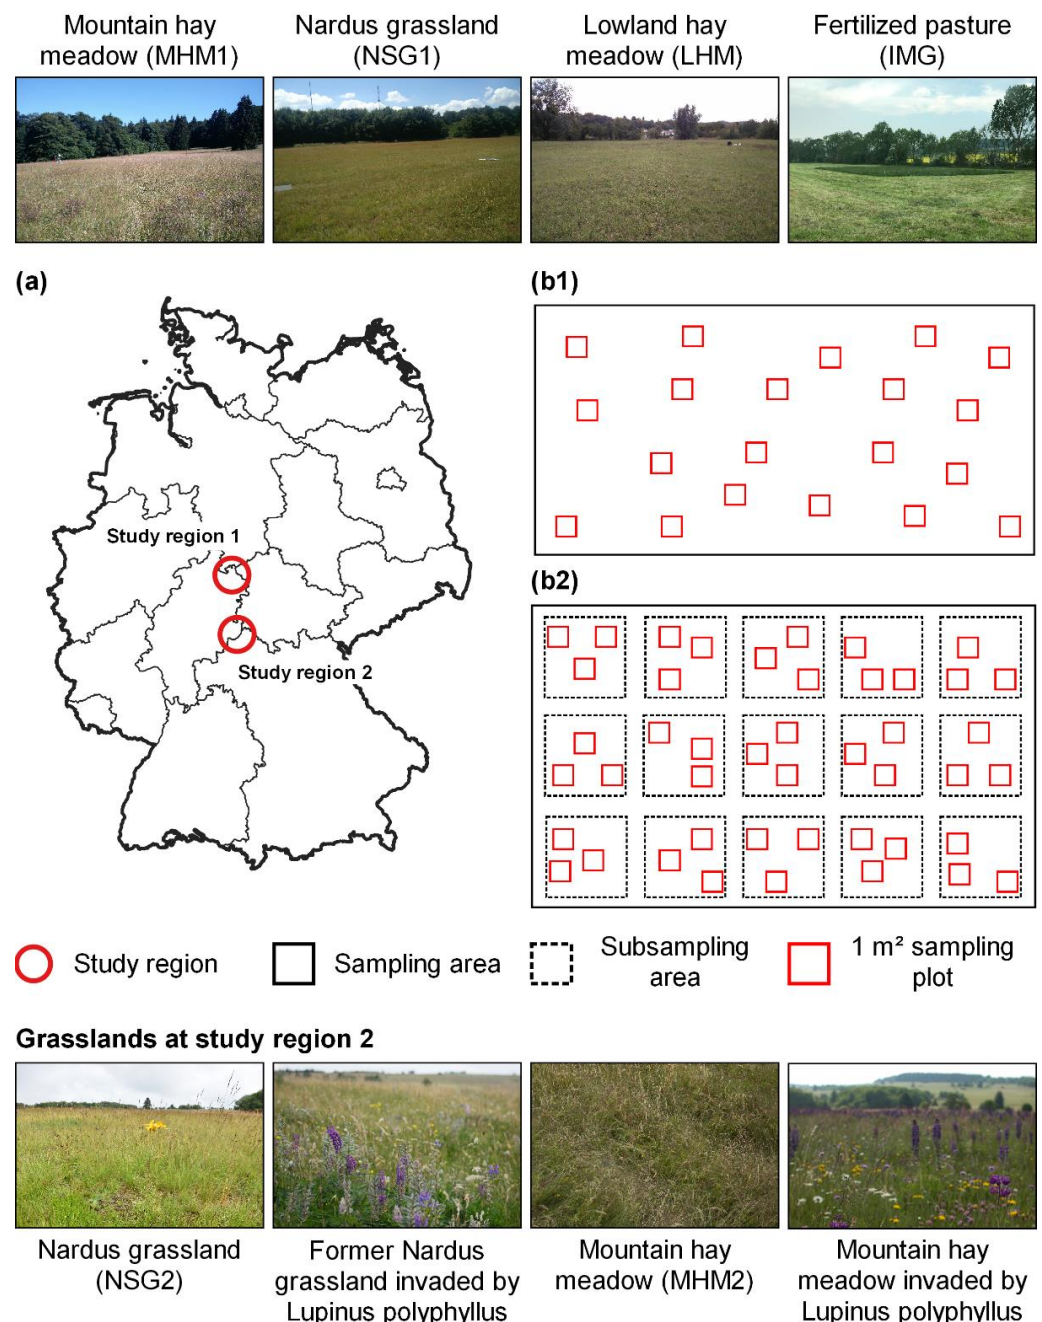 Mountain hay
meadow (MHM1)
Nardus grassland
(NSG1)
Lowland hay
meadow (LHM)
Fertilized pasture
(IMG)
(a)
(b1)
Study region 1
Study region 2
(b2)
Study region
Sampling area
Subsampling
area
1 m² sampling
plot
Grasslands at study region 2
Nardus grassland
(NSG2)
Former Nardus
grassland invaded by
Lupinus polyphyllus
Mountain hay
meadow (MHM2)
Mountain hay
meadow invaded by
Lupinus polyphyllus